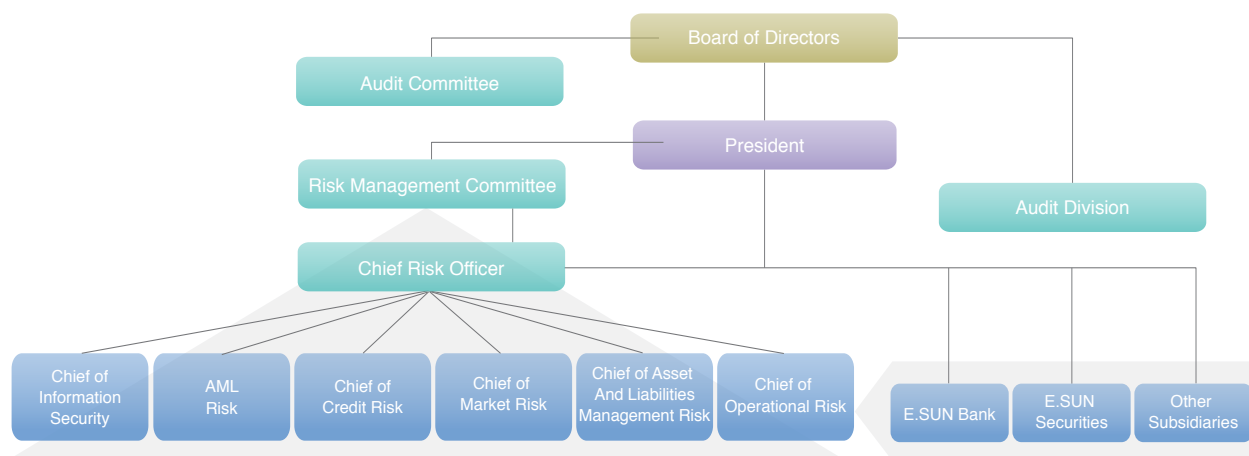 Board of Directors
Audit Committee
President
Risk Management Committee
Audit Division
Chief Risk Officer
Chief of
Information
Security
AML
Risk
Chief of
Credit Risk
Chief of
Market Risk
Chief of Asset
And Liabilities
Management Risk
Chief of
Operational Risk
E.SUN Bank
E.SUN
Securities
Other
Subsidiaries